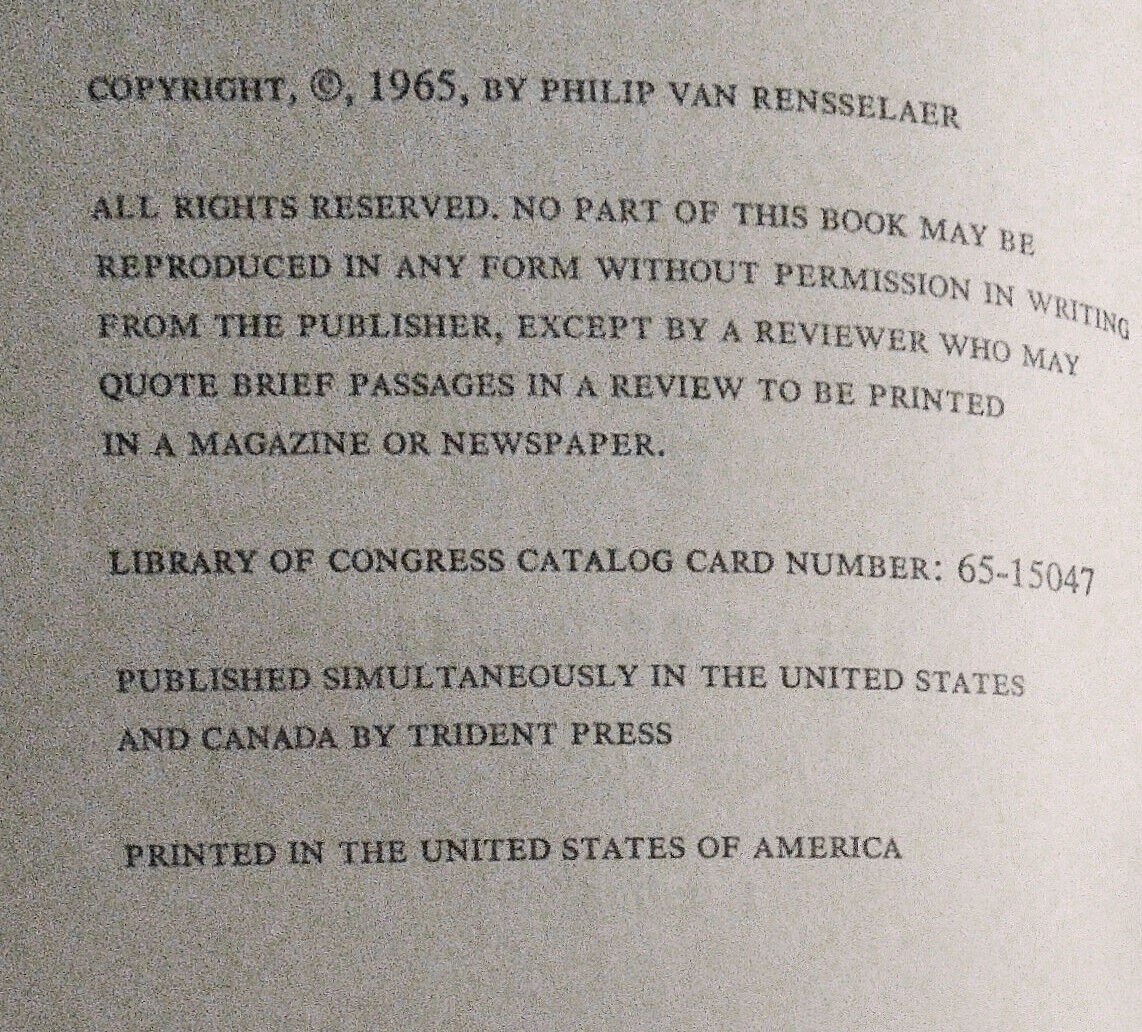 COPYRIGHT, ©, 1965, BY PHILIP VAN RENSSELAER
ALL RIGHTS RESERVED. NO PART OF THIS BOOK MAY BE
REPRODUCED IN ANY FORM WITHOUT PERMISSION IN WRITING
FROM THE PUBLISHER, EXCEPT BY A REVIEWER WHO MAY
QUOTE BRIEF PASSAGES IN A REVIEW TO BE PRINTED
IN A MAGAZINE OR NEWSPAPER.
LIBRARY OF CONGRESS CATALOG CARD NUMBER: 65-15047
PUBLISHED SIMULTANEOUSLY IN THE UNITED STATES
AND CANADA BY TRIDENT PRESS
PRINTED IN THE UNITED STATES OF AMERICA